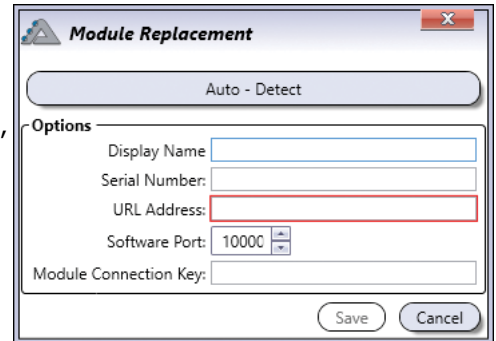 Module Replacement
x
Auto - Detect
,
Options
Display Name
Serial Number:
URL Address:
Software Port: 10000
Module Connection Key:
Save Cancel